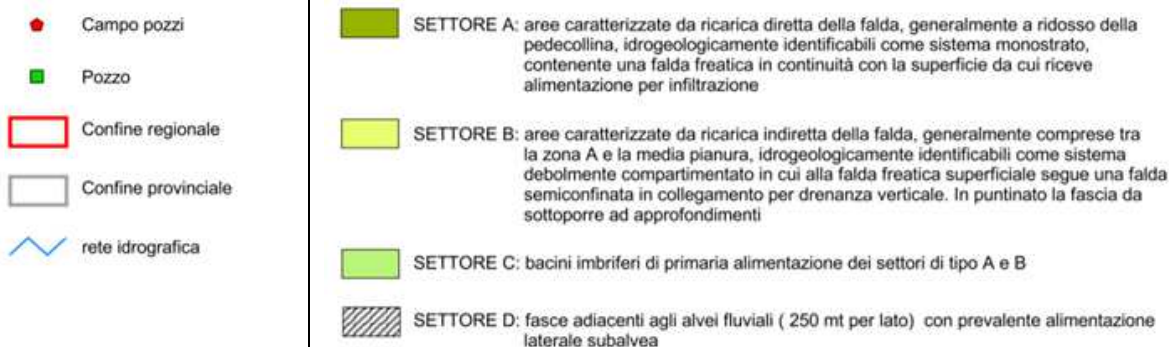 Campo pozzi
Pozzo
Confine regionale
Confine provinciale
rete idrografica
SETTORE A: aree caratterizzate da ricarica diretta della falda, generalmente a ridosso della
pedecollina, idrogeologicamente identificabili come sistema monostrato,
contenente una falda freatica in continuità con la superficie da cui riceve
alimentazione per infiltrazione
SETTORE B: aree caratterizzate da ricarica indiretta della falda, generalmente comprese tra
la zona A e la media pianura, idrogeologicamente identificabili come sistema
debolmente compartimentato in cui alla falda freatica superficiale segue una falda
semiconfinata in collegamento per drenanza verticale. In puntinato la fascia da
sottoporre ad approfondimenti
SETTORE C: bacini imbriferi di primaria alimentazione dei settori di tipo A e B
SETTORE D: fasce adiacenti agli alvei fluviali ( 250 mt per lato) con prevalente alimentazione
laterale subalvea